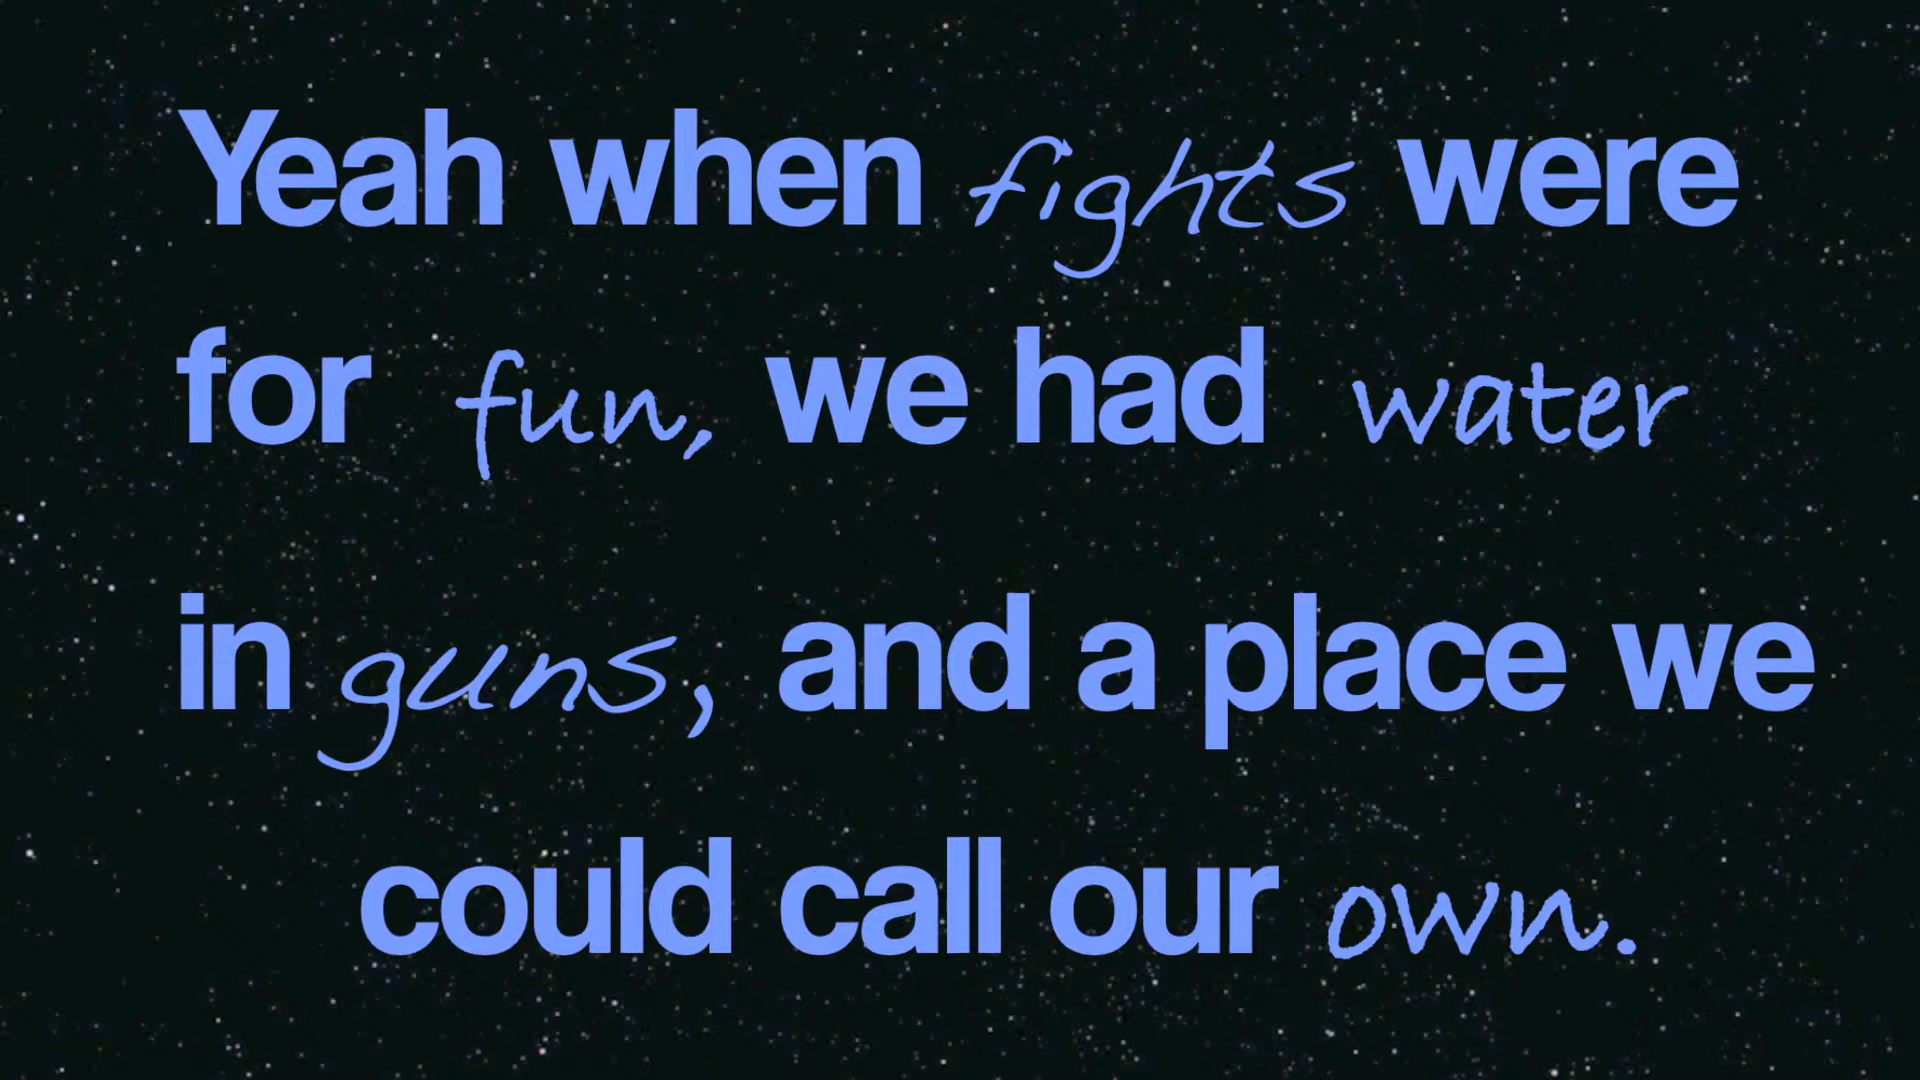 Yeah when fights were
for fun, we had water
in guns, and a place we
could call our own.